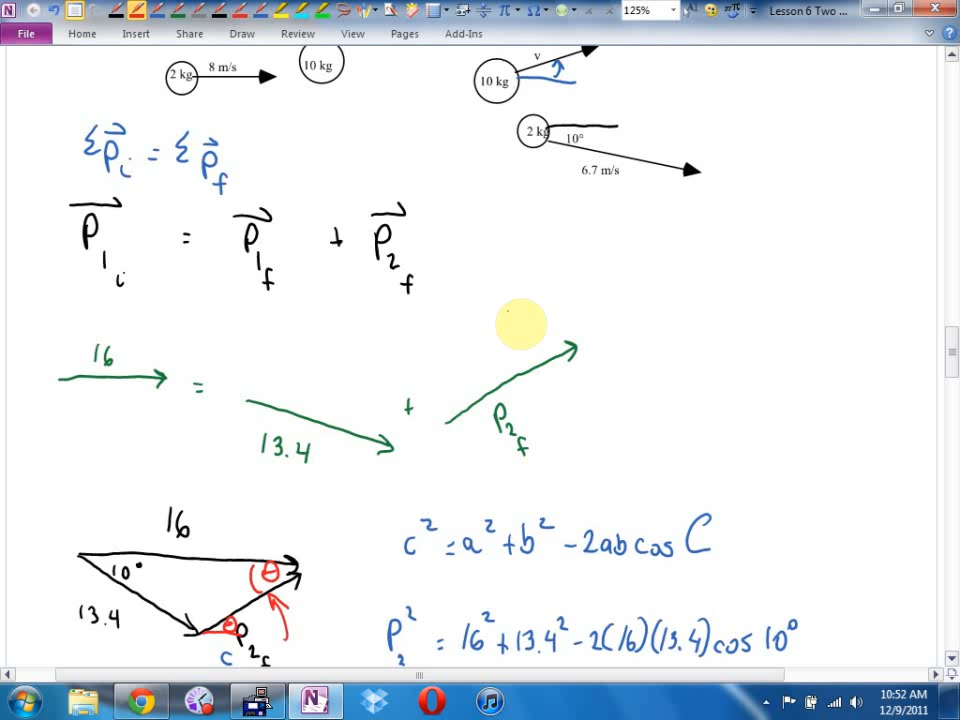 125%
Lesson 6 Two ...
File Home Insert Share Draw Review View Pages Add-Ins
2 kg 8 m/s 10 kg
10 kg v
2 kg 10°
6.7 m/s
Σp⃗ᵢ = Σp⃗_f
P⃗₁ᵢ = P⃗₁f + P⃗₂f
16 = 13.4 + P₂f
16
10° θ
13.4 θ P₂f
c
c² = a² + b² - 2ab cos C
P₂² = 16² + 13.4² - 2(16)(13.4) cos 10°
10:52 AM
12/9/2011